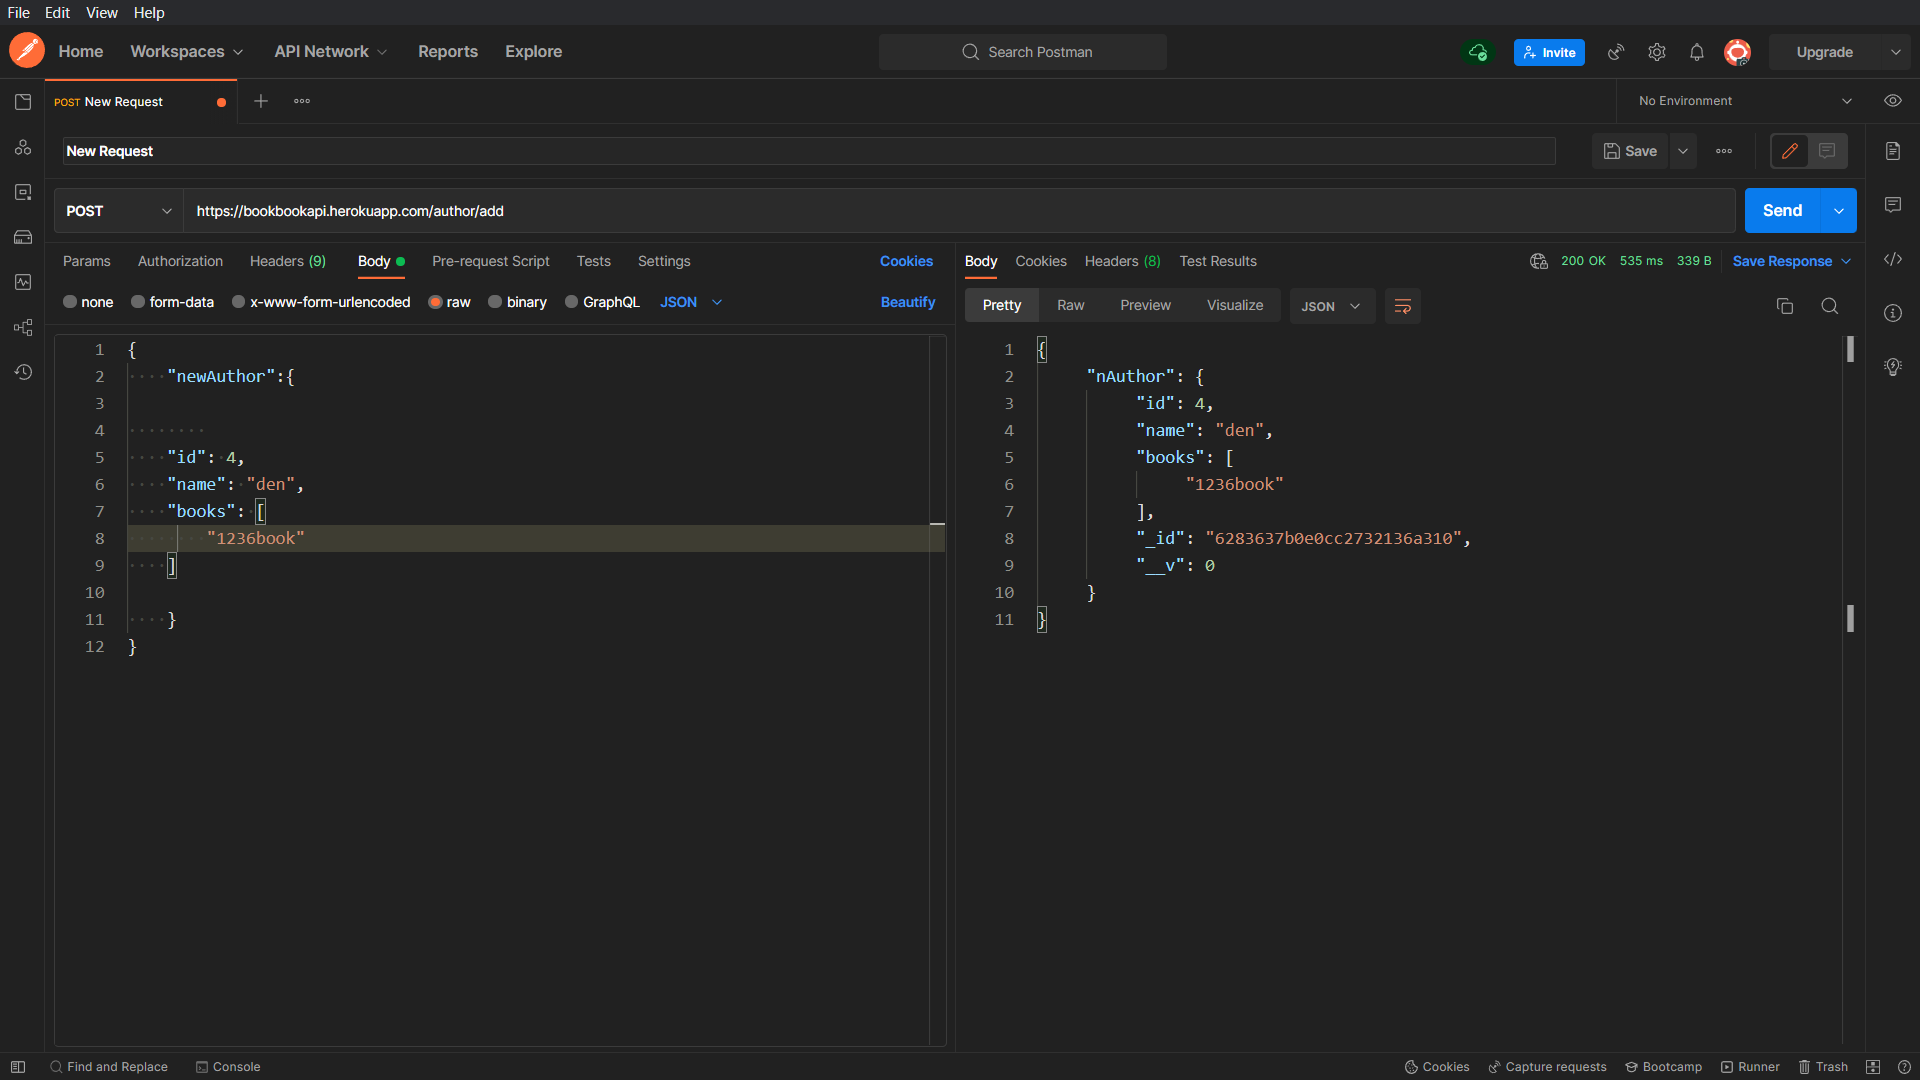 File Edit View Help
Home Workspaces API Network Reports Explore Search Postman Invite Upgrade
POST New Request No Environment
New Request Save
POST https://bookbookapi.herokuapp.com/author/add Send
Params Authorization Headers (9) Body Pre-request Script Tests Settings Cookies
none form-data x-www-form-urlencoded raw binary GraphQL JSON Beautify
1 {
2 "newAuthor":{
3
4
5 "id": 4,
6 "name": "den",
7 "books": [
8 "1236book"
9 ]
10
11 }
12 }
Body Cookies Headers (8) Test Results 200 OK 535 ms 339 B Save Response
Pretty Raw Preview Visualize JSON
1 {
2 "nAuthor": {
3 "id": 4,
4 "name": "den",
5 "books": [
6 "1236book"
7 ],
8 "_id": "6283637b0e0cc2732136a310",
9 "__v": 0
10 }
11 }
Find and Replace Console Cookies Capture requests Bootcamp Runner Trash